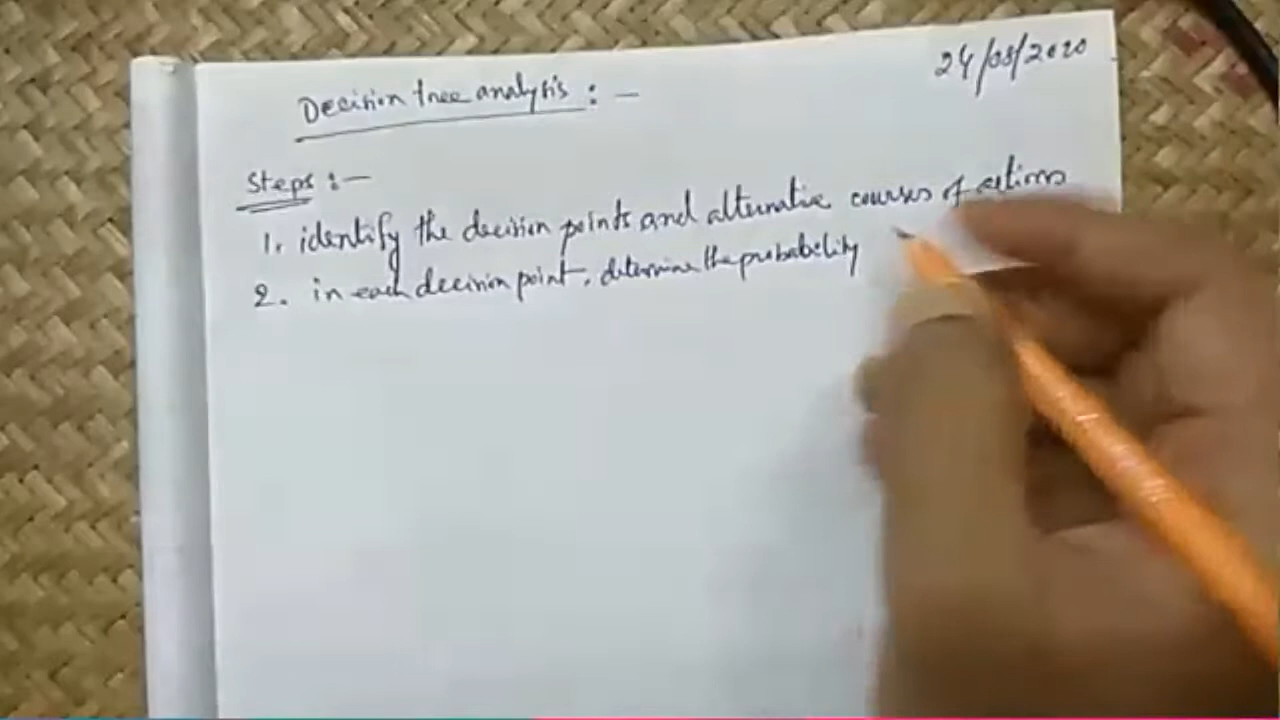 24/08/2020
Decision tree analysis : -
Steps :-
1. identify the decision points and alternative courses of actions
2. in each decision point, determine the probability